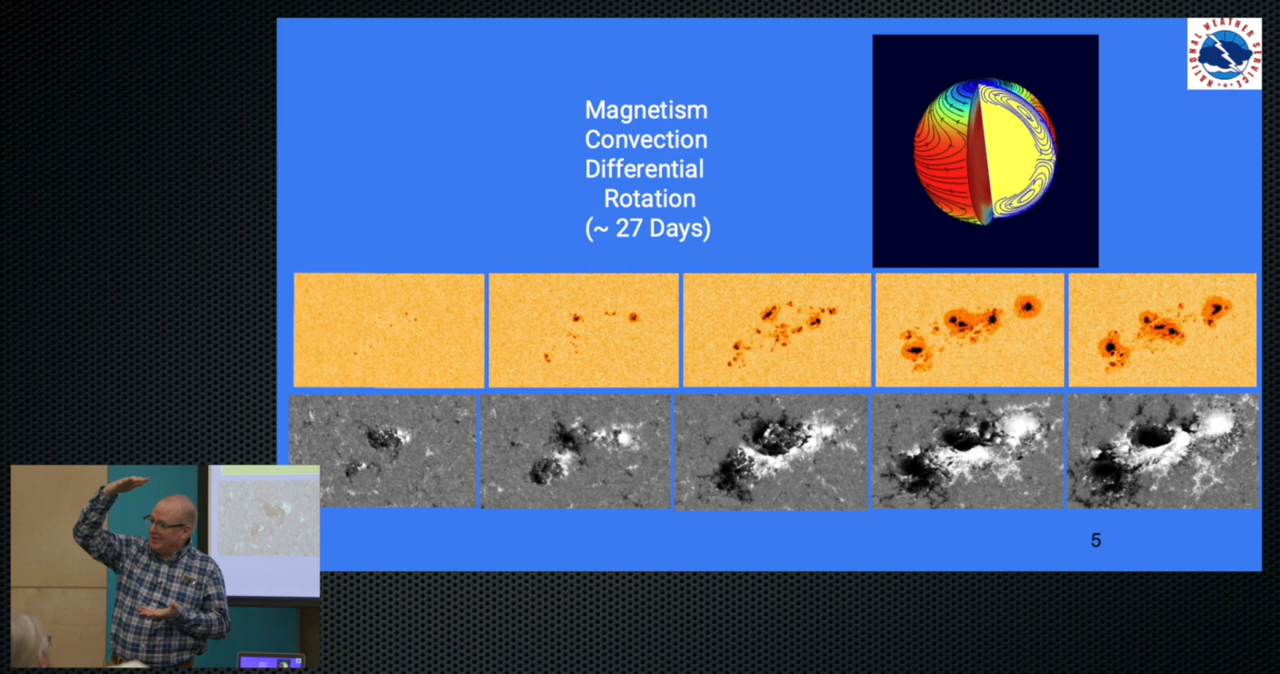 Magnetism
Convection
Differential
Rotation
(~ 27 Days)
NATIONAL WEATHER SERVICE
5